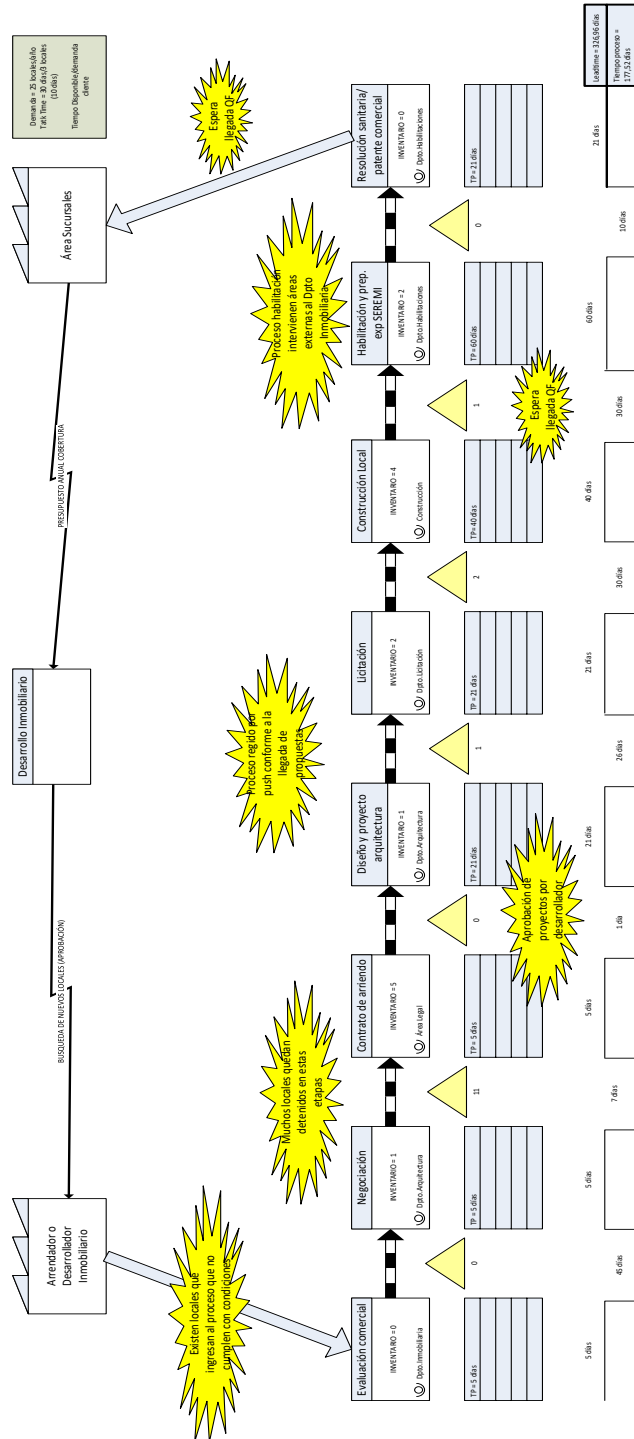 Arrendador o
Desarrollador
Inmobiliario
BUSQUEDA DE NUEVOS LOCALES (APROBACIÓN)
Desarrollo Inmobiliario
PRESUPUESTO ANUAL COBERTURA
Área Sucursales
Demanda = 25 locales/año
Takt Time = 30 días/3 locales
(10 días)
Tiempo Disponible/demanda
cliente
Existen locales que
ingresan al proceso que no
cumplen con condiciones
Muchos locales quedan
detenidos en estas
etapas
Proceso regido por
push conforme a la
llegada de
propuestas
Proceso habilitación
intervienen áreas
externas al Dpto
Inmobiliaria
Espera
llegada QF
Evaluación comercial
INVENTARIO = 0
Dpto. Inmobiliaria
TP = 5 días
0
Negociación
INVENTARIO = 1
Dpto. Arquitectura
TP = 5 días
11
Contrato de arriendo
INVENTARIO = 5
Área Legal
TP = 5 días
0
Diseño y proyecto
arquitectura
INVENTARIO = 1
Dpto. Arquitectura
TP = 21 días
1
Licitación
INVENTARIO = 2
Dpto. Licitación
TP = 21 días
2
Construcción Local
INVENTARIO = 4
Construcción
TP = 40 días
1
Habilitación y prep.
exp SEREMI
INVENTARIO = 2
Dpto. Habilitaciones
TP = 60 días
0
Resolución sanitaria/
patente comercial
INVENTARIO = 0
Dpto. Habilitaciones
TP = 21 días
Aprobación de
proyectos por
desarrollador
Espera
llegada QF
5 días
45 días
5 días
7 días
5 días
1 día
21 días
26 días
21 días
30 días
40 días
30 días
60 días
10 días
21 días
Leadtime = 326,96 días
Tiempo proceso =
177,52 días